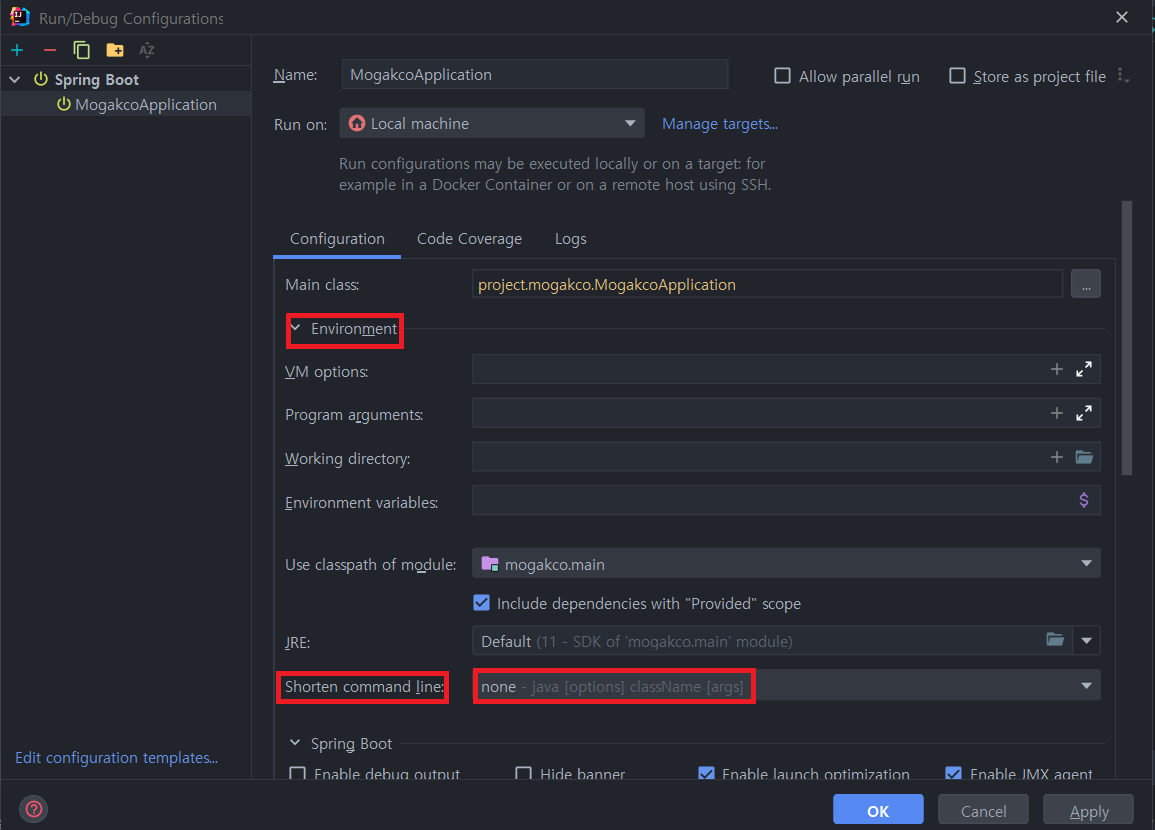 Run/Debug Configurations
Spring Boot
MogakcoApplication
Name: MogakcoApplication Allow parallel run Store as project file
Run on: Local machine Manage targets...
Run configurations may be executed locally or on a target: for
example in a Docker Container or on a remote host using SSH.
Configuration Code Coverage Logs
Main class: project.mogakco.MogakcoApplication ...
Environment
VM options:
Program arguments:
Working directory:
Environment variables: $
Use classpath of module: mogakco.main
Include dependencies with "Provided" scope
JRE: Default (11 - SDK of 'mogakco.main' module)
Shorten command line: none - java [options] className [args]
Spring Boot
Enable debug output Hide banner Enable launch optimization Enable JMX agent
Edit configuration templates...
? OK Cancel Apply